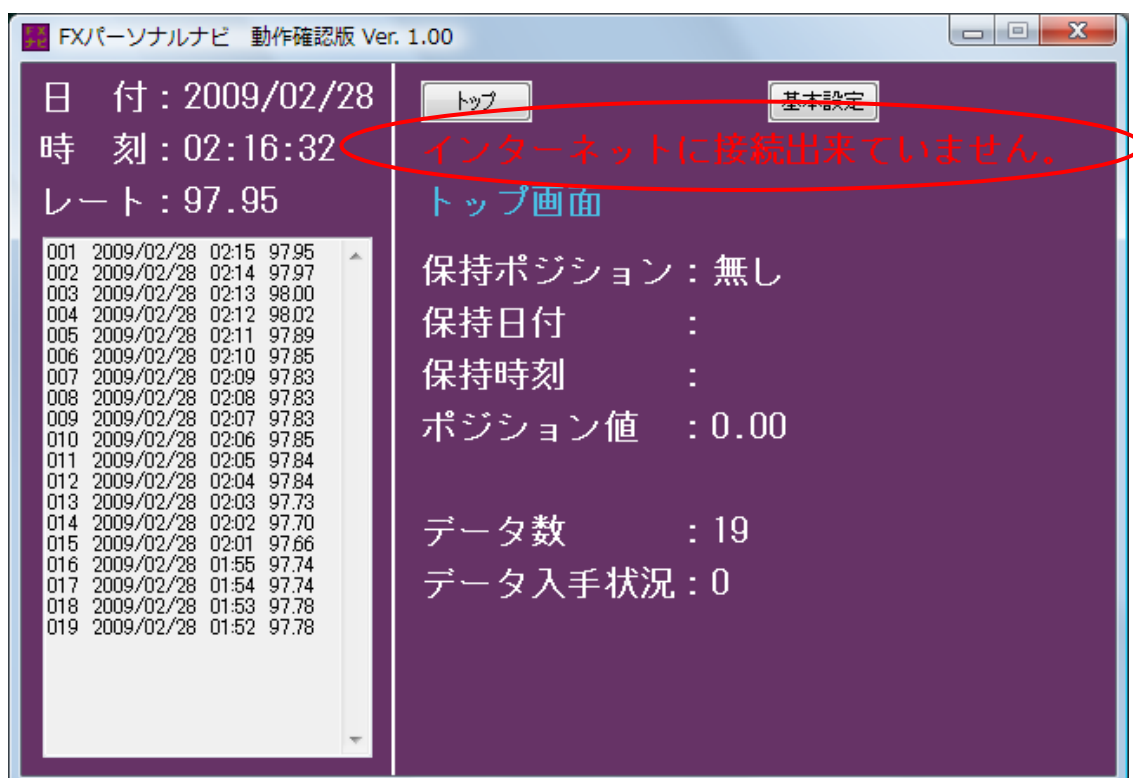 FXパーソナルナビ 動作確認版 Ver. 1.00
日 付：2009/02/28
時 刻：02:16:32
レート：97.95
001 2009/02/28 02:15 97.95
002 2009/02/28 02:14 97.97
003 2009/02/28 02:13 98.00
004 2009/02/28 02:12 98.02
005 2009/02/28 02:11 97.89
006 2009/02/28 02:10 97.85
007 2009/02/28 02:09 97.83
008 2009/02/28 02:08 97.83
009 2009/02/28 02:07 97.83
010 2009/02/28 02:06 97.85
011 2009/02/28 02:05 97.84
012 2009/02/28 02:04 97.84
013 2009/02/28 02:03 97.73
014 2009/02/28 02:02 97.70
015 2009/02/28 02:01 97.66
016 2009/02/28 01:55 97.74
017 2009/02/28 01:54 97.74
018 2009/02/28 01:53 97.78
019 2009/02/28 01:52 97.78
トップ 基本設定
インターネットに接続出来ていません。
トップ画面
保持ポジション：無し
保持日付 ：
保持時刻 ：
ポジション値 ：0.00
データ数 ：19
データ入手状況：0